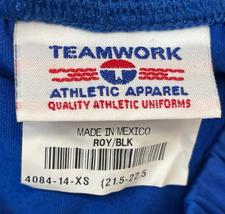 TEAMWORK
ATHLETIC APPAREL
QUALITY ATHLETIC UNIFORMS
MADE IN MEXICO
ROY/BLK
4084-14-XS (21.5-22.5